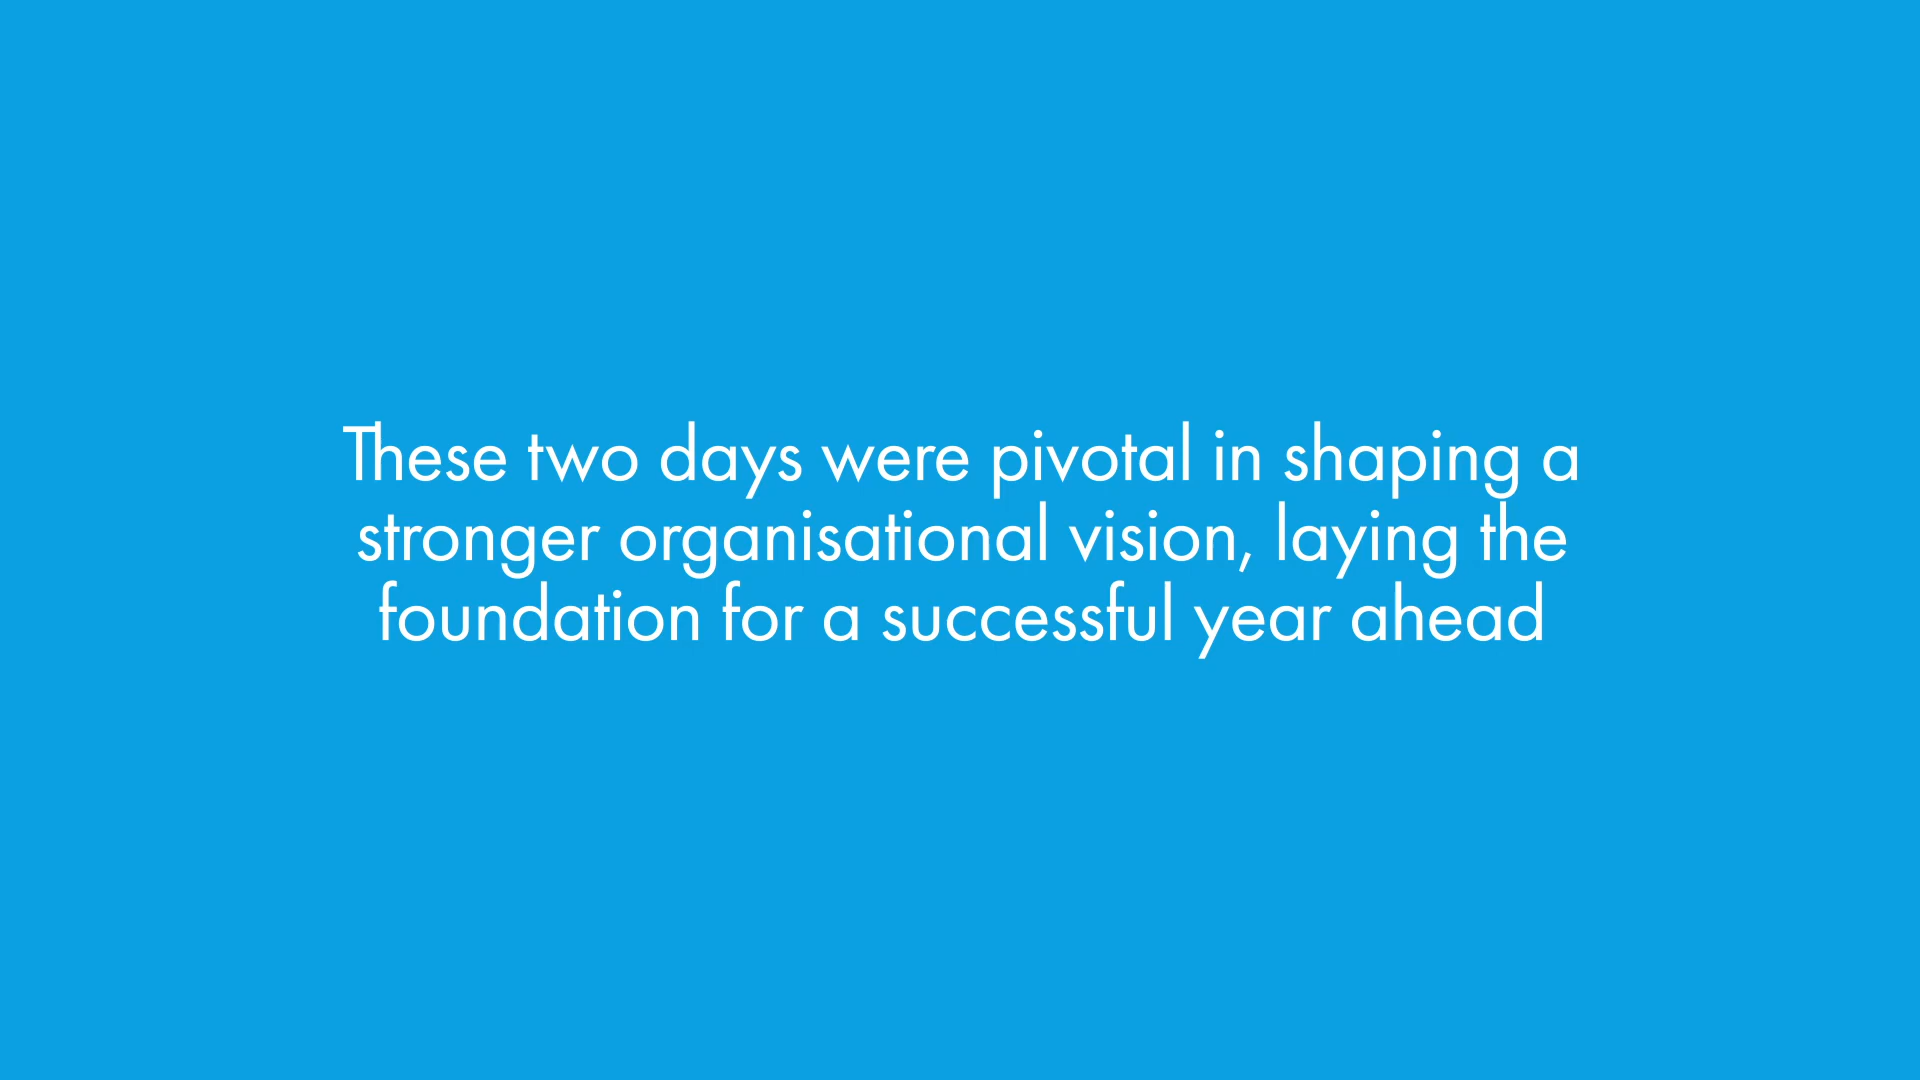 These two days were pivotal in shaping a
stronger organisational vision, laying the
foundation for a successful year ahead